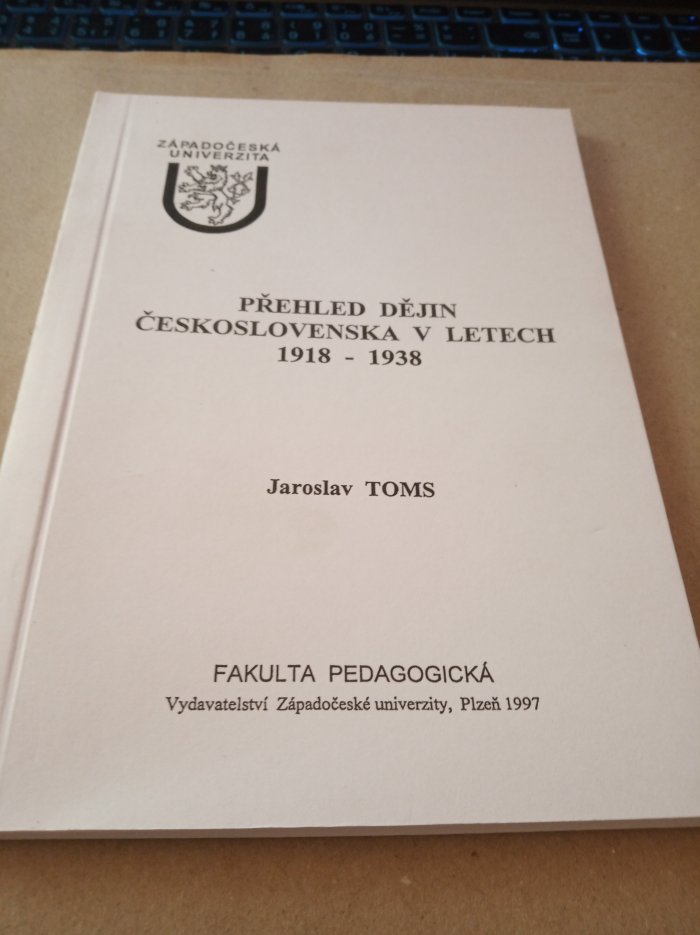 ZÁPADOČESKÁ
UNIVERZITA
PŘEHLED DĚJIN
ČESKOSLOVENSKA V LETECH
1918 - 1938
Jaroslav TOMS
FAKULTA PEDAGOGICKÁ
Vydavatelství Západočeské univerzity, Plzeň 1997